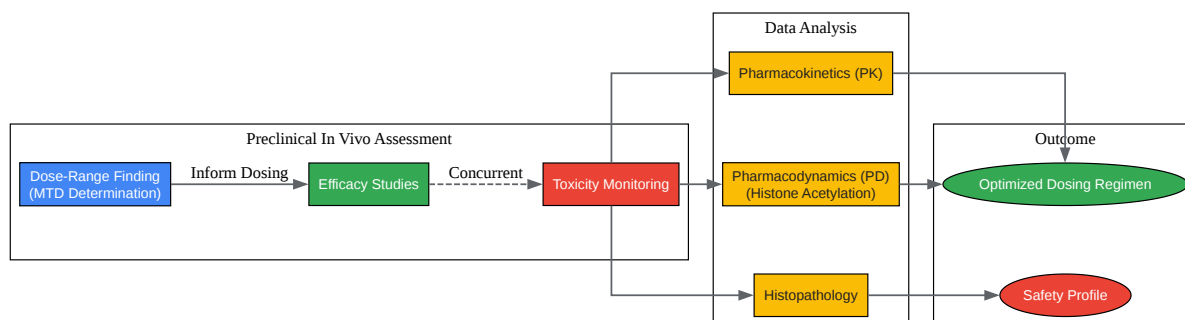 Data Analysis
Pharmacokinetics (PK)
Preclinical In Vivo Assessment
Outcome
Dose-Range Finding
(MTD Determination)
Inform Dosing
Efficacy Studies
Concurrent
Toxicity Monitoring
Pharmacodynamics (PD)
(Histone Acetylation)
Optimized Dosing Regimen
Histopathology
Safety Profile